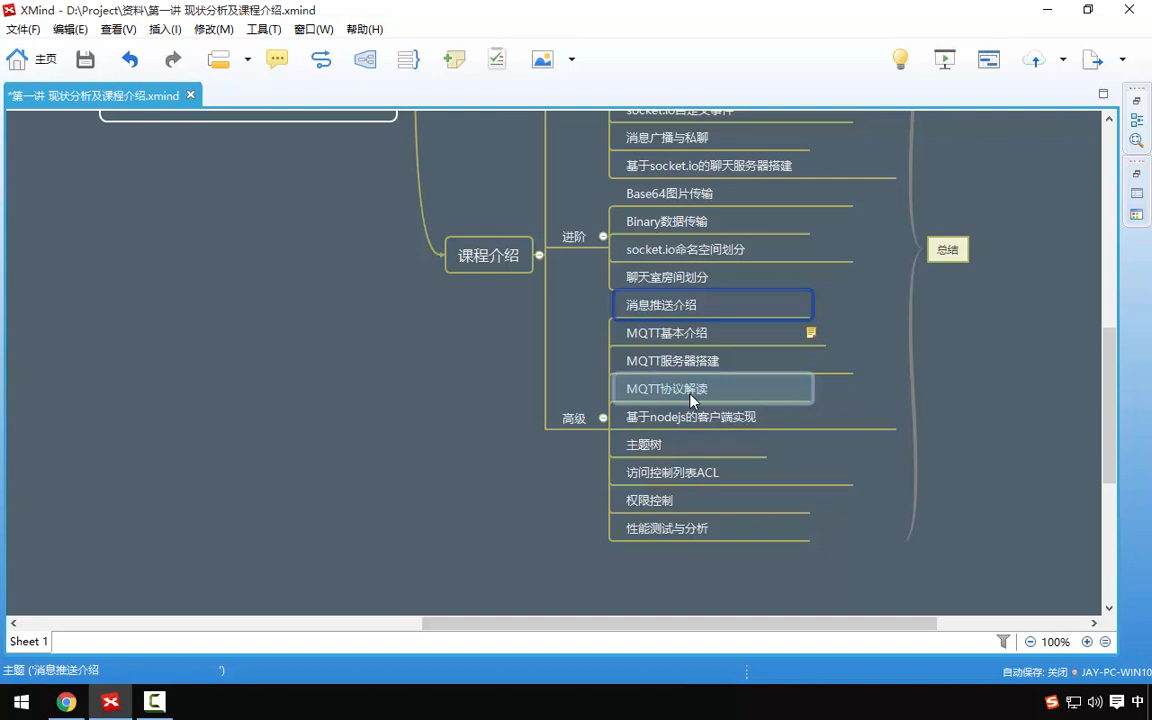 XMind - D:\Project\资料\第一讲 现状分析及课程介绍.xmind
文件(F) 编辑(E) 查看(V) 插入(I) 修改(M) 工具(T) 窗口(W) 帮助(H)
主页
*第一讲 现状分析及课程介绍.xmind
socket.io自定义事件
消息广播与私聊
基于socket.io的聊天服务器搭建
Base64图片传输
Binary数据传输
进阶
socket.io命名空间划分
总结
课程介绍
聊天室房间划分
消息推送介绍
MQTT基本介绍
MQTT服务器搭建
MQTT协议解读
高级
基于nodejs的客户端实现
主题树
访问控制列表ACL
权限控制
性能测试与分析
Sheet 1
100%
主题 ('消息推送介绍 ')
自动保存: 关闭
JAY-PC-WIN10
中